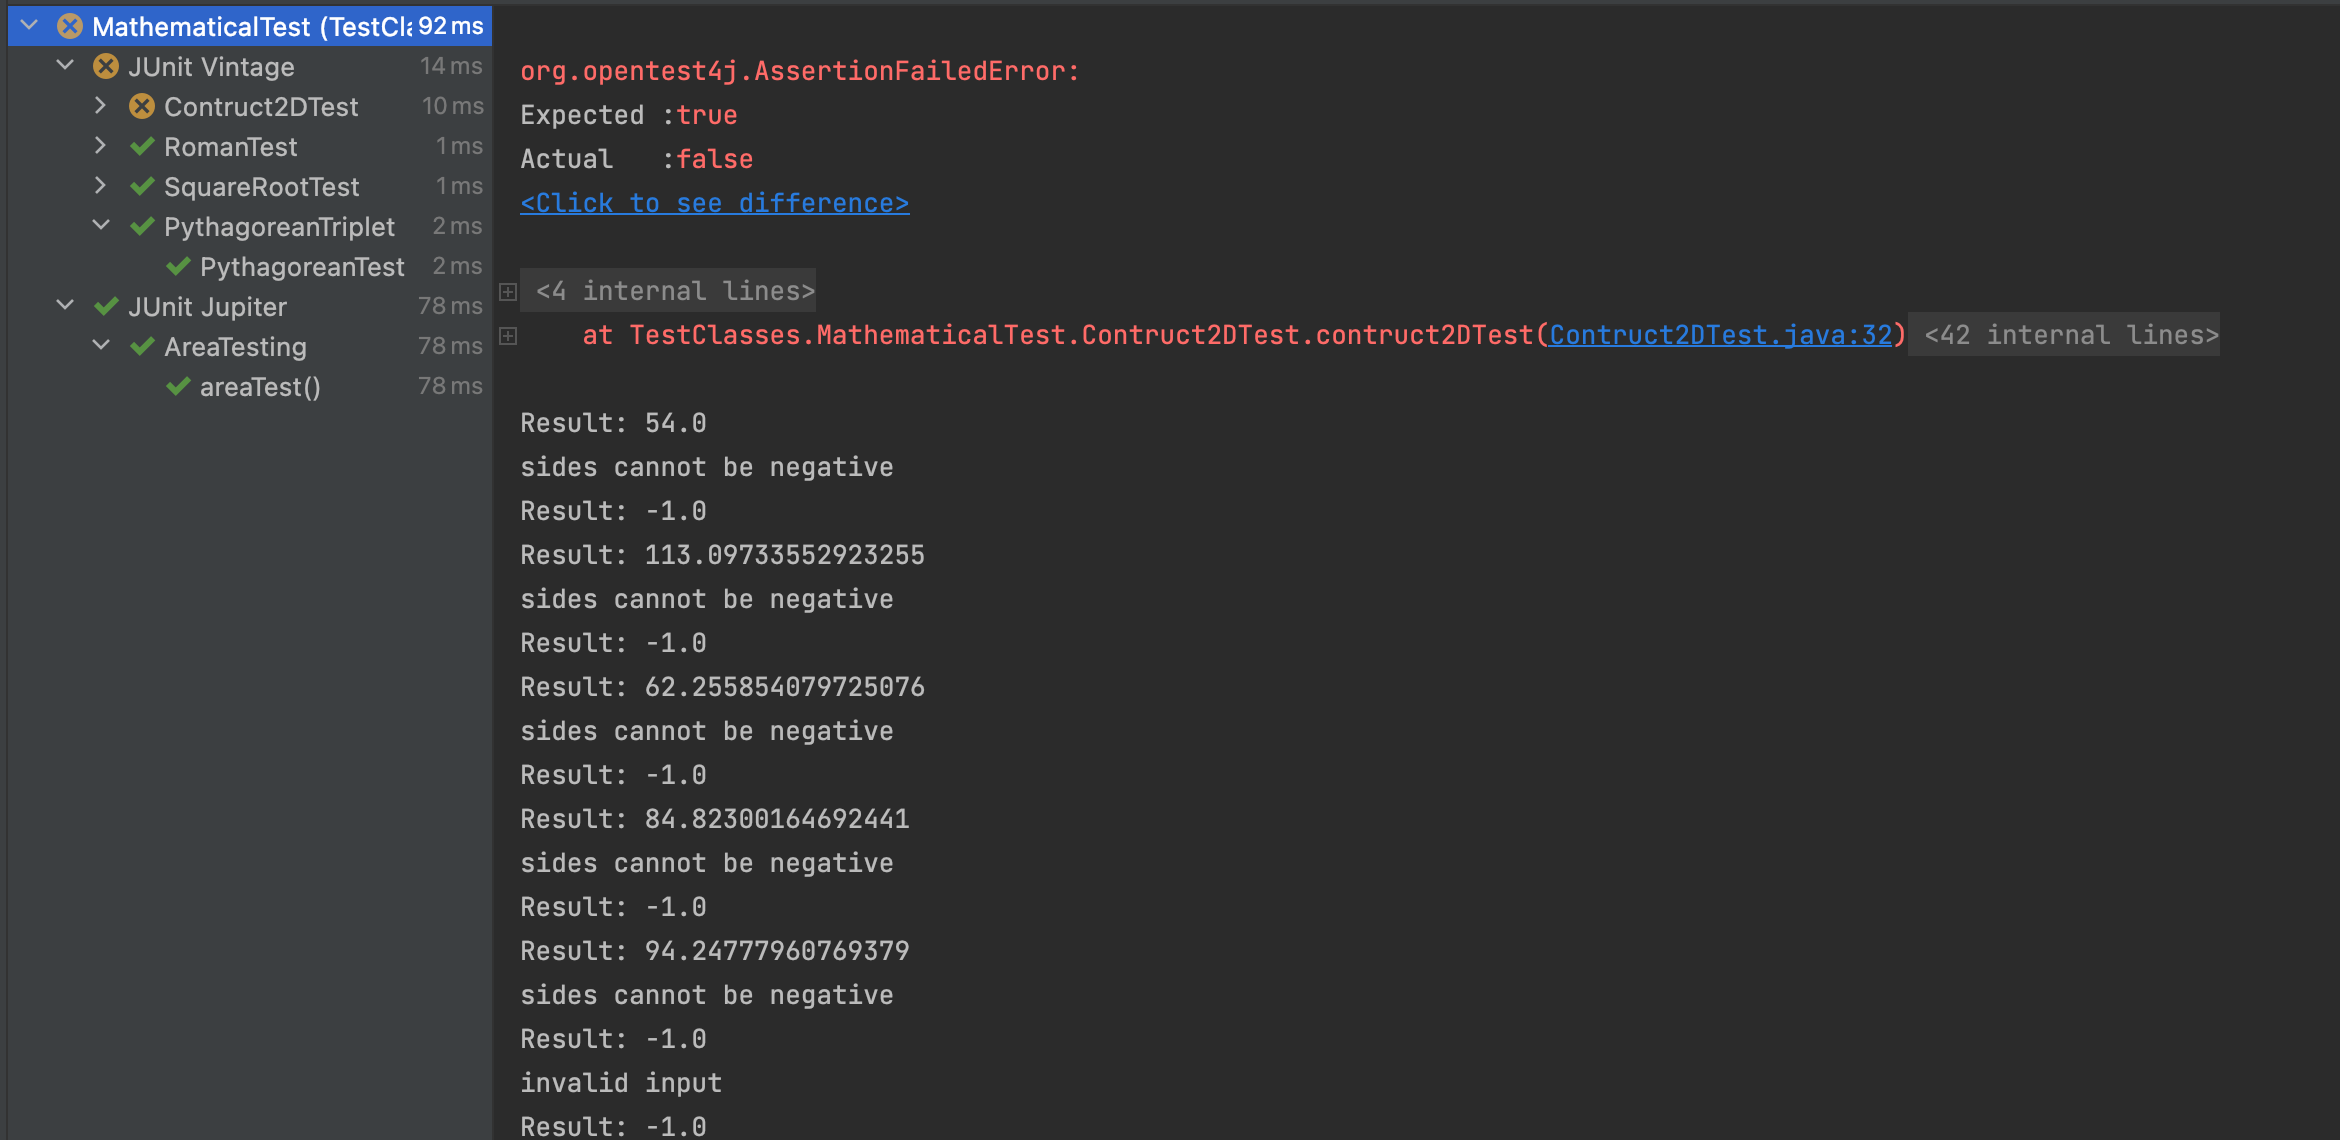 MathematicalTest (TestCla 92 ms
JUnit Vintage 14 ms
Contruct2DTest 10 ms
RomanTest 1 ms
SquareRootTest 1 ms
PythagoreanTriplet 2 ms
PythagoreanTest 2 ms
JUnit Jupiter 78 ms
AreaTesting 78 ms
areaTest() 78 ms
org.opentest4j.AssertionFailedError:
Expected :true
Actual   :false
<Click to see difference>
<4 internal lines>
at TestClasses.MathematicalTest.Contruct2DTest.contruct2DTest(Contruct2DTest.java:32) <42 internal lines>
Result: 54.0
sides cannot be negative
Result: -1.0
Result: 113.09733552923255
sides cannot be negative
Result: -1.0
Result: 62.255854079725076
sides cannot be negative
Result: -1.0
Result: 84.82300164692441
sides cannot be negative
Result: -1.0
Result: 94.24777960769379
sides cannot be negative
Result: -1.0
invalid input
Result: -1.0